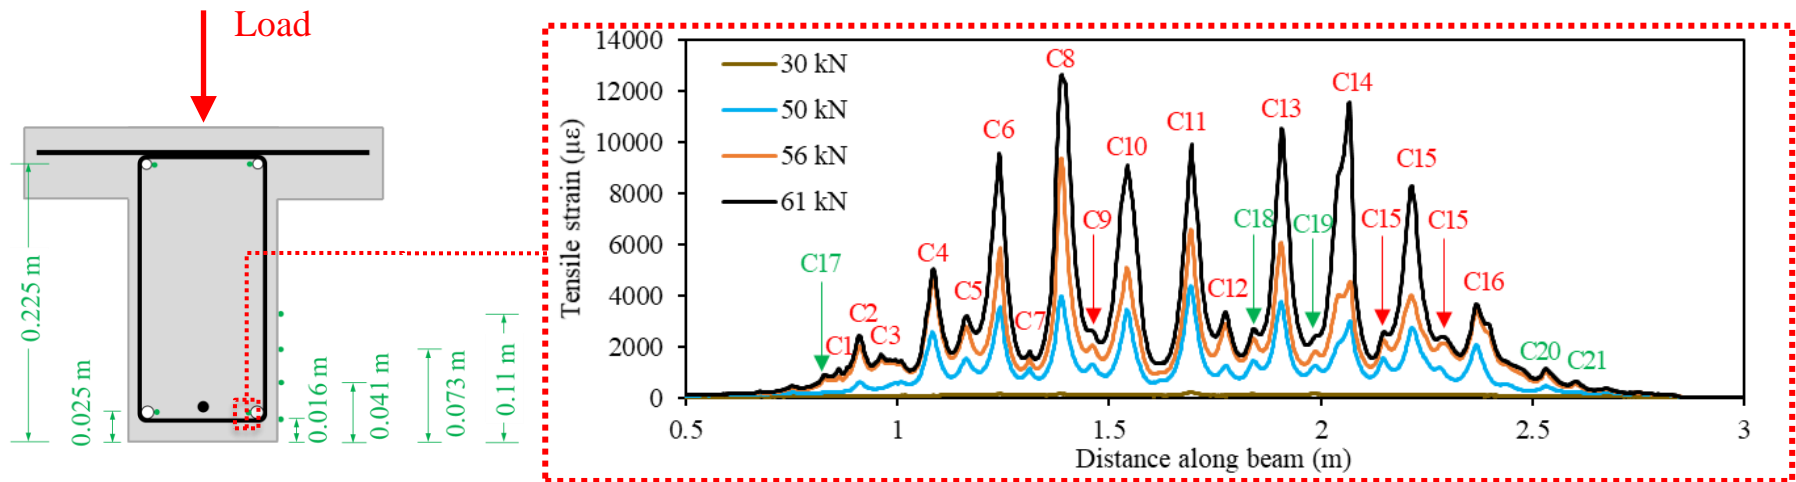 Load
0.225 m
0.025 m
0.016 m
0.041 m
0.073 m
0.11 m
Tensile strain (με)
14000
12000
10000
8000
6000
4000
2000
0
30 kN
50 kN
56 kN
61 kN
C17
C1
C2
C3
C4
C5
C6
C7
C8
C9
C10
C11
C12
C18
C13
C19
C14
C15
C15
C15
C16
C20
C21
0.5
1
1.5
2
2.5
3
Distance along beam (m)